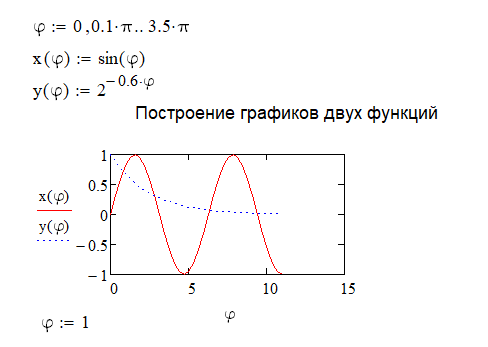 φ := 0 , 0.1·π .. 3.5·π
x(φ) := sin(φ)
y(φ) := 2^(−0.6·φ)
Построение графиков двух функций
1
0.5
0
−0.5
−1
x(φ)
y(φ)
0 5 10 15
φ
φ := 1